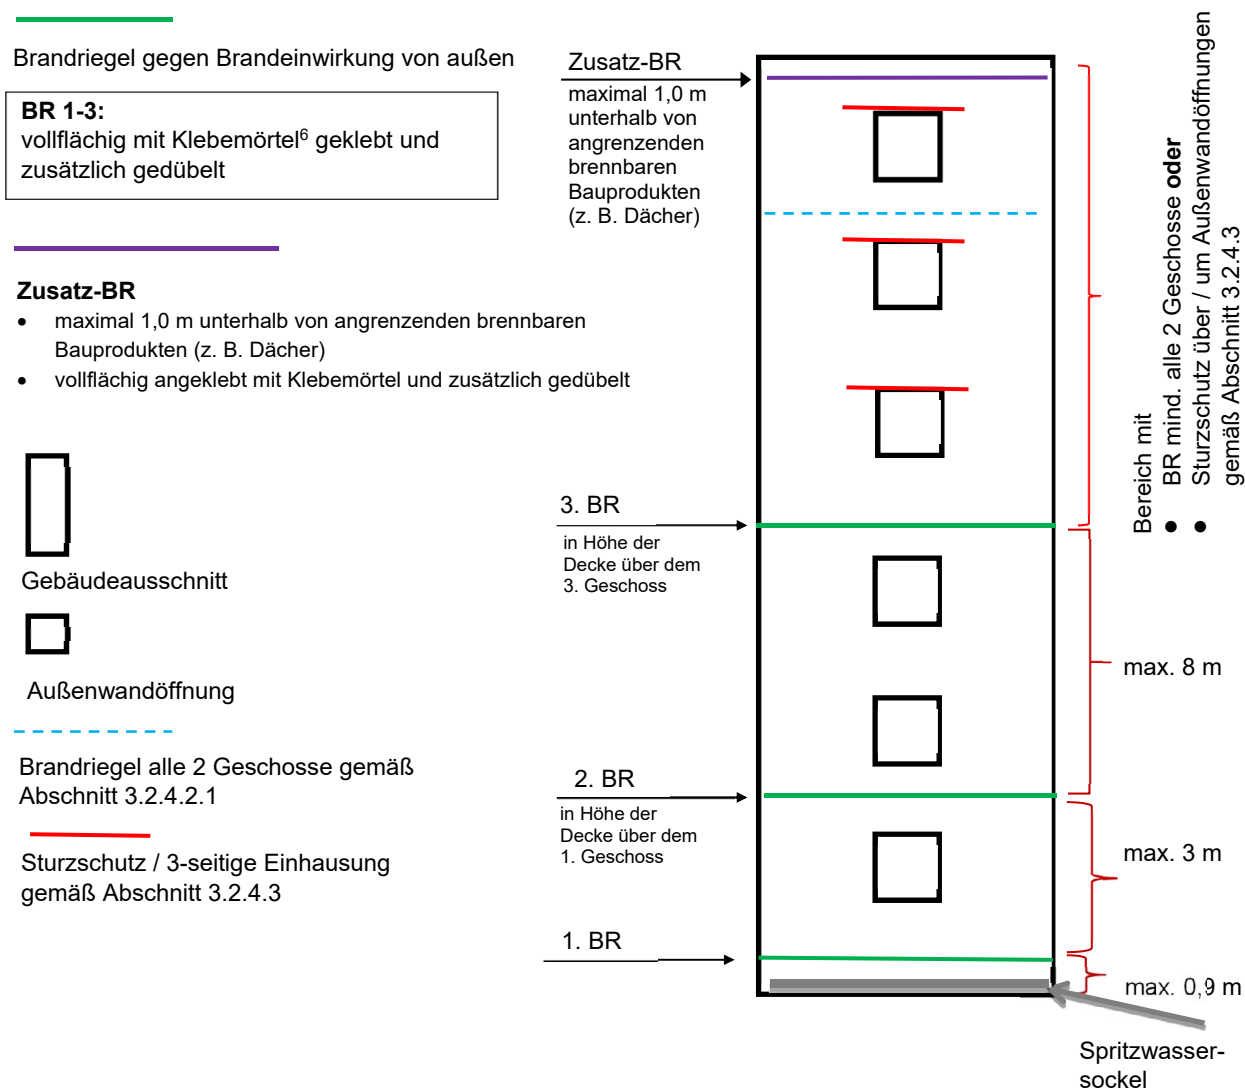 Brandriegel gegen Brandeinwirkung von außen
BR 1-3:
vollflächig mit Klebemörtel⁶ geklebt und
zusätzlich gedübelt
Zusatz-BR
• maximal 1,0 m unterhalb von angrenzenden brennbaren
Bauprodukten (z. B. Dächer)
• vollflächig angeklebt mit Klebemörtel und zusätzlich gedübelt
Gebäudeausschnitt
Außenwandöffnung
Brandriegel alle 2 Geschosse gemäß
Abschnitt 3.2.4.2.1
Sturzschutz / 3-seitige Einhausung
gemäß Abschnitt 3.2.4.3
Zusatz-BR
maximal 1,0 m
unterhalb von
angrenzenden
brennbaren
Bauprodukten
(z. B. Dächer)
3. BR
in Höhe der
Decke über dem
3. Geschoss
2. BR
in Höhe der
Decke über dem
1. Geschoss
1. BR
Bereich mit
• BR mind. alle 2 Geschosse oder
• Sturzschutz über / um Außenwandöffnungen
gemäß Abschnitt 3.2.4.3
max. 8 m
max. 3 m
max. 0,9 m
Spritzwasser-
sockel